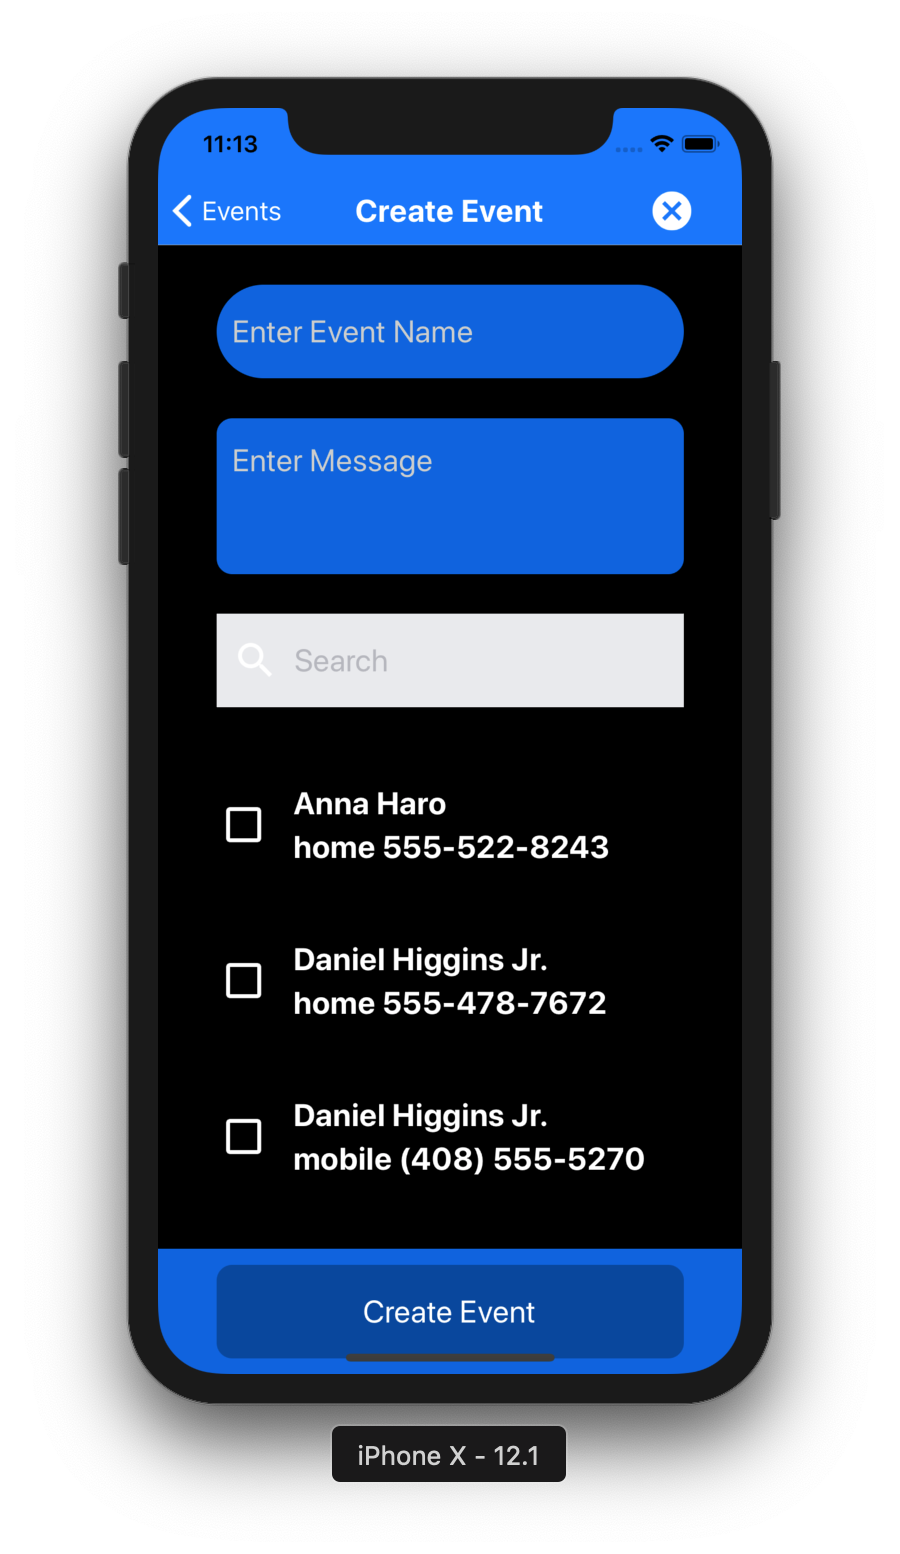 11:13
Events
Create Event
Enter Event Name
Enter Message
Search
Anna Haro
home 555-522-8243
Daniel Higgins Jr.
home 555-478-7672
Daniel Higgins Jr.
mobile (408) 555-5270
Create Event
iPhone X - 12.1